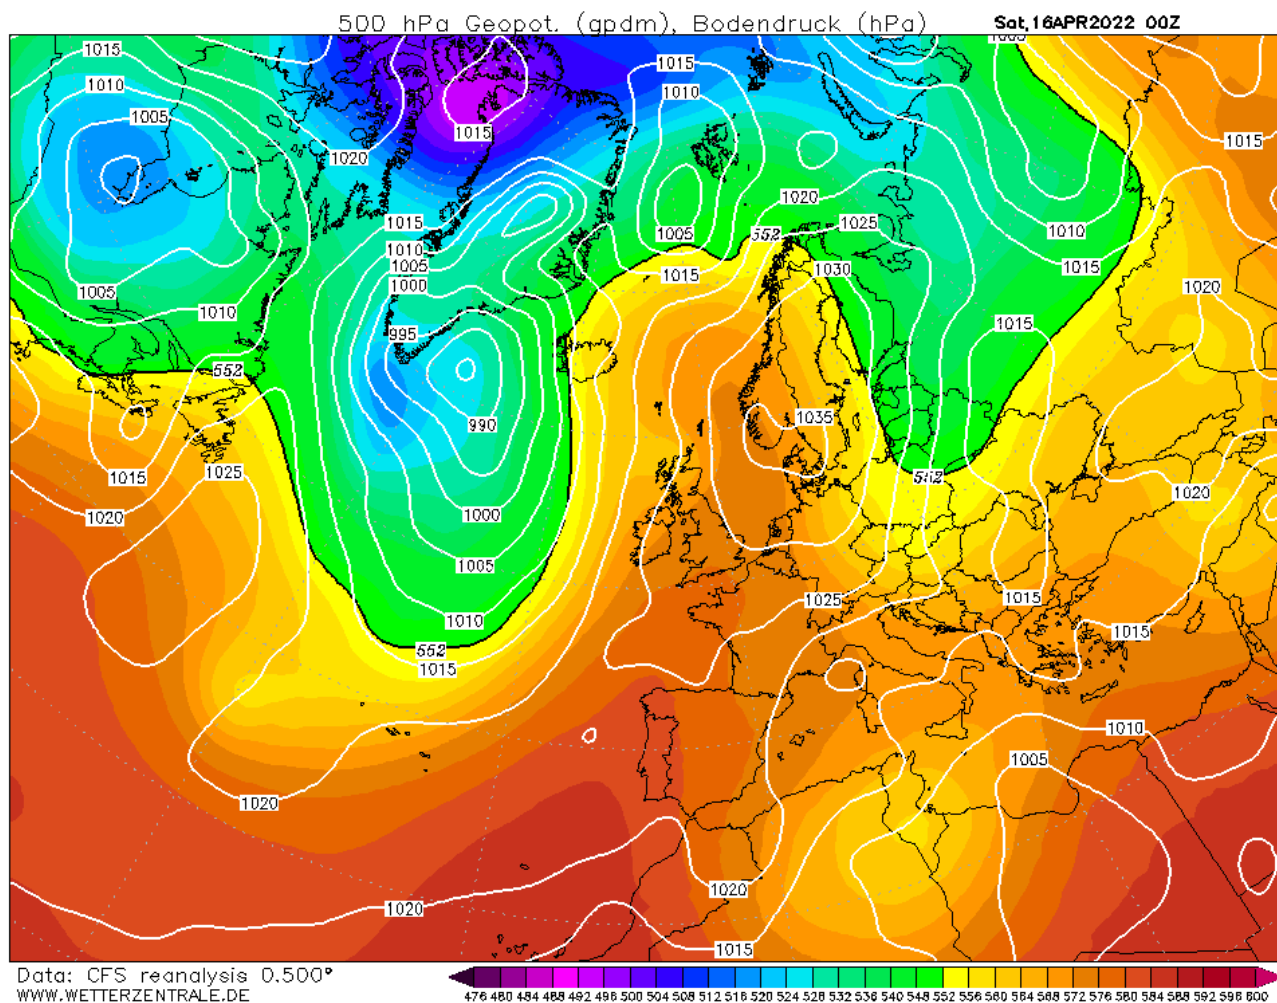 500 hPa Geopot. (gpdm), Bodendruck (hPa) Sat,16APR2022 00Z
1015 1015 1005
1010 1010
1005 1015 1015
1020
1015 1020 1025
1010 552
1005 1005 1010
1000 1015 1030 1015
1005 1020
1010 995 1015
552
990 1035
1025
1015 552
1020 1000 1020
1005
1025 1015
1010 1015
552
1015
1010
1005
1020
1020
1020
1015
Data: CFS reanalysis 0.500°
WWW.WETTERZENTRALE.DE
476 480 484 488 492 496 500 504 508 512 516 520 524 528 532 536 540 544 548 552 556 560 564 568 572 576 580 584 588 592 596 600